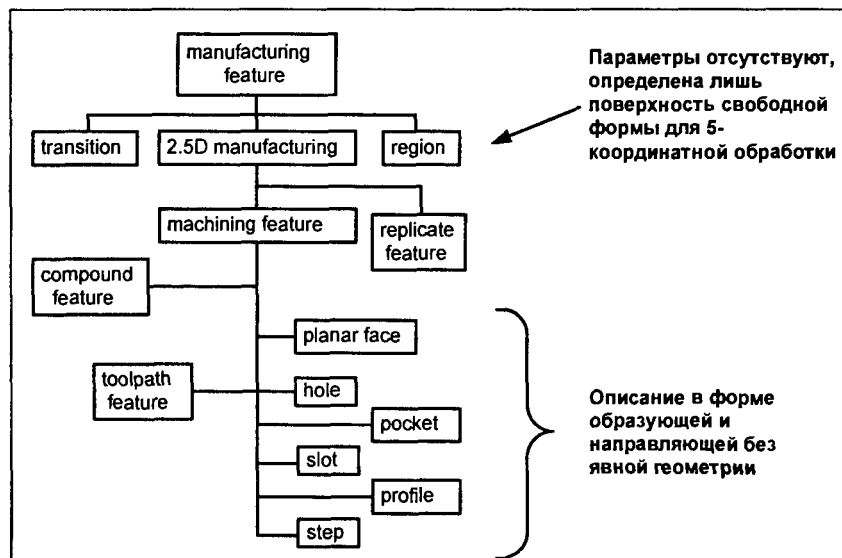 manufacturing
feature
Параметры отсутствуют,
определена лишь
поверхность свободной
формы для 5-
координатной обработки
transition
2.5D manufacturing
region
machining feature
replicate
feature
compound
feature
planar face
toolpath
feature
hole
pocket
slot
profile
step
Описание в форме
образующей и
направляющей без
явной геометрии